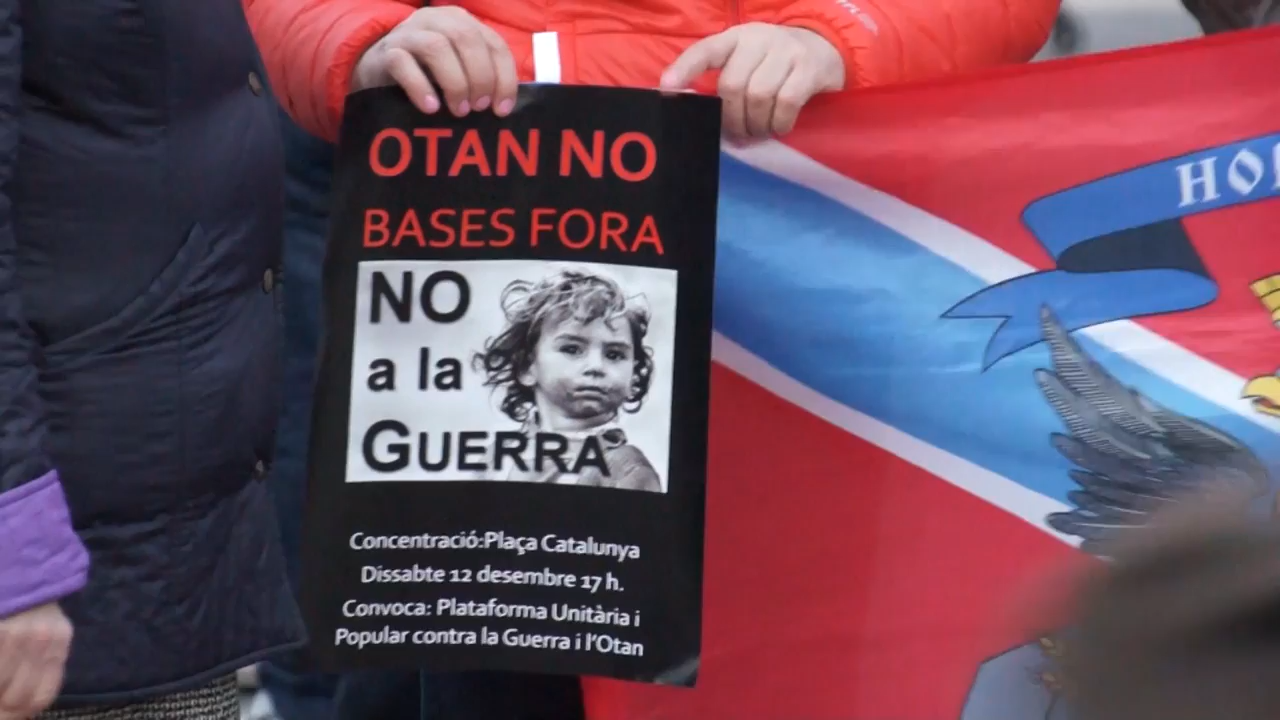 OTAN NO
BASES FORA
NO
a la
GUERRA
Concentració:Plaça Catalunya
Dissabte 12 desembre 17 h.
Convoca: Plataforma Unitària i
Popular contra la Guerra i l'Otan